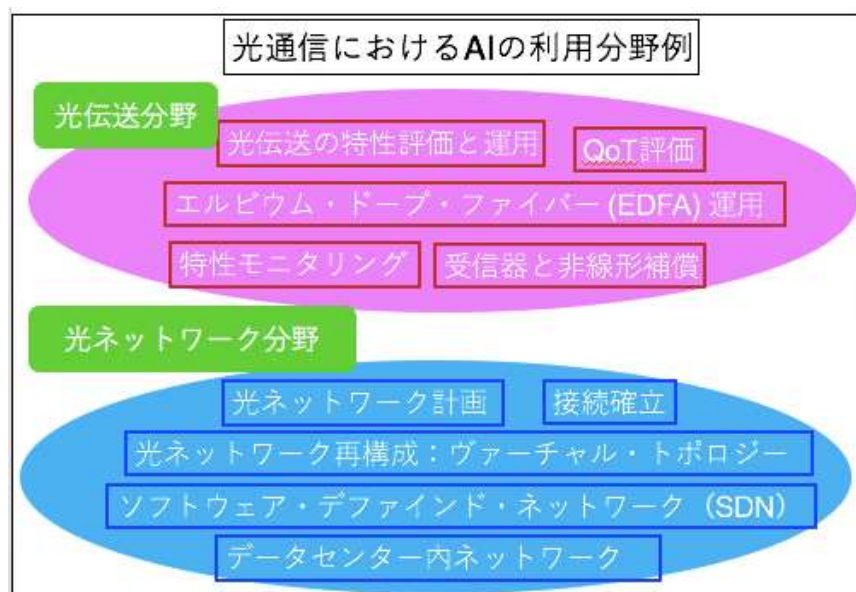 光通信におけるAIの利用分野例
光伝送分野
光伝送の特性評価と運用
QoT評価
エルビウム・ドープ・ファイバー (EDFA) 運用
特性モニタリング
受信器と非線形補償
光ネットワーク分野
光ネットワーク計画
接続確立
光ネットワーク再構成：ヴァーチャル・トポロジー
ソフトウェア・デファインド・ネットワーク（SDN）
データセンター内ネットワーク